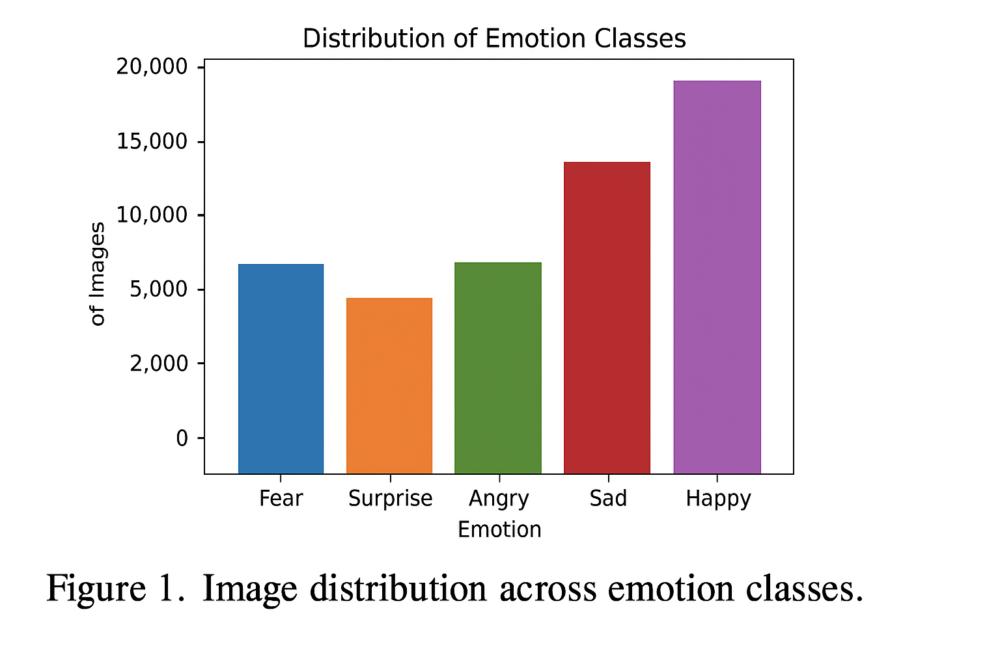 Distribution of Emotion Classes
20,000
15,000
10,000
5,000
2,000
0
of Images
Fear Surprise Angry Sad Happy
Emotion
Figure 1. Image distribution across emotion classes.